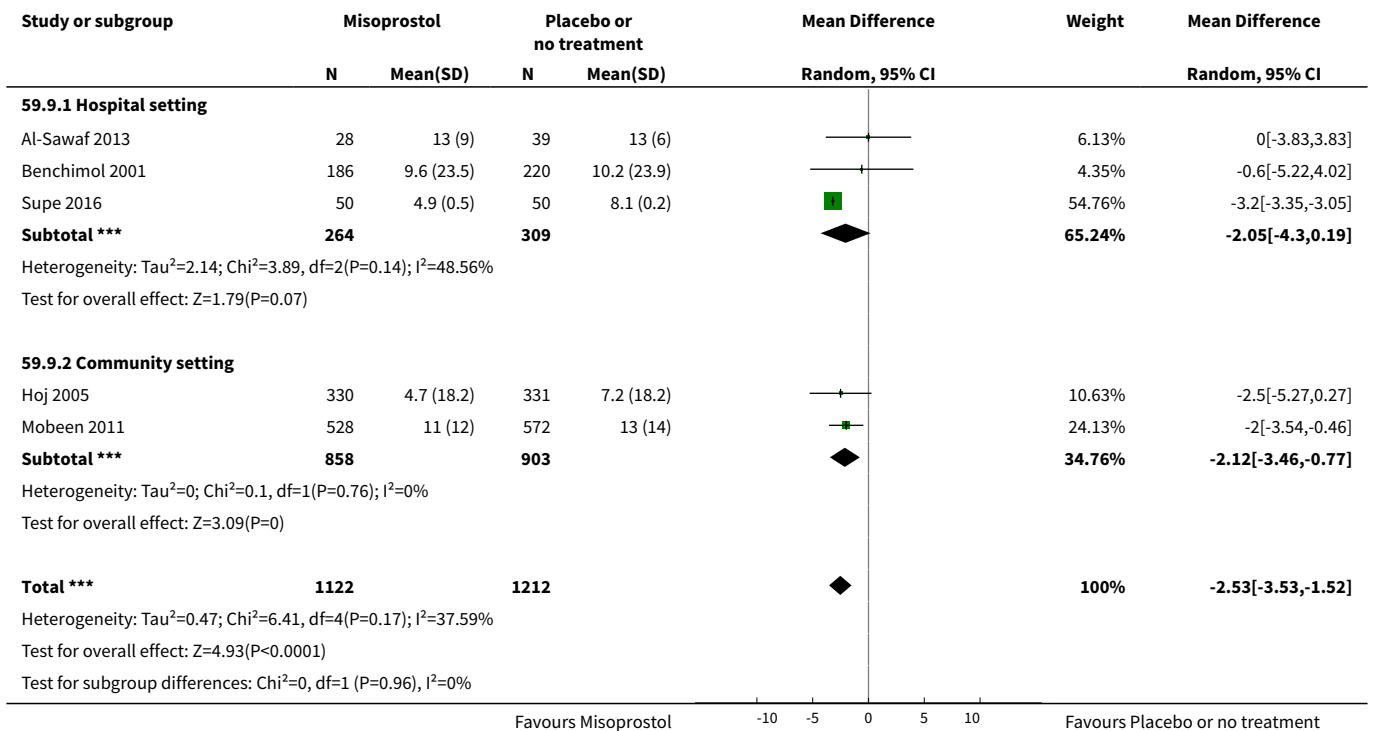 Study or subgroup Misoprostol Placebo or no treatment Mean Difference Weight Mean Difference
N Mean(SD) N Mean(SD) Random, 95% CI Random, 95% CI
59.9.1 Hospital setting
Al-Sawaf 2013 28 13 (9) 39 13 (6) 6.13% 0[-3.83,3.83]
Benchimol 2001 186 9.6 (23.5) 220 10.2 (23.9) 4.35% -0.6[-5.22,4.02]
Supe 2016 50 4.9 (0.5) 50 8.1 (0.2) 54.76% -3.2[-3.35,-3.05]
Subtotal *** 264 309 65.24% -2.05[-4.3,0.19]
Heterogeneity: Tau²=2.14; Chi²=3.89, df=2(P=0.14); I²=48.56%
Test for overall effect: Z=1.79(P=0.07)
59.9.2 Community setting
Hoj 2005 330 4.7 (18.2) 331 7.2 (18.2) 10.63% -2.5[-5.27,0.27]
Mobeen 2011 528 11 (12) 572 13 (14) 24.13% -2[-3.54,-0.46]
Subtotal *** 858 903 34.76% -2.12[-3.46,-0.77]
Heterogeneity: Tau²=0; Chi²=0.1, df=1(P=0.76); I²=0%
Test for overall effect: Z=3.09(P=0)
Total *** 1122 1212 100% -2.53[-3.53,-1.52]
Heterogeneity: Tau²=0.47; Chi²=6.41, df=4(P=0.17); I²=37.59%
Test for overall effect: Z=4.93(P<0.0001)
Test for subgroup differences: Chi²=0, df=1 (P=0.96), I²=0%
Favours Misoprostol -10 -5 0 5 10 Favours Placebo or no treatment